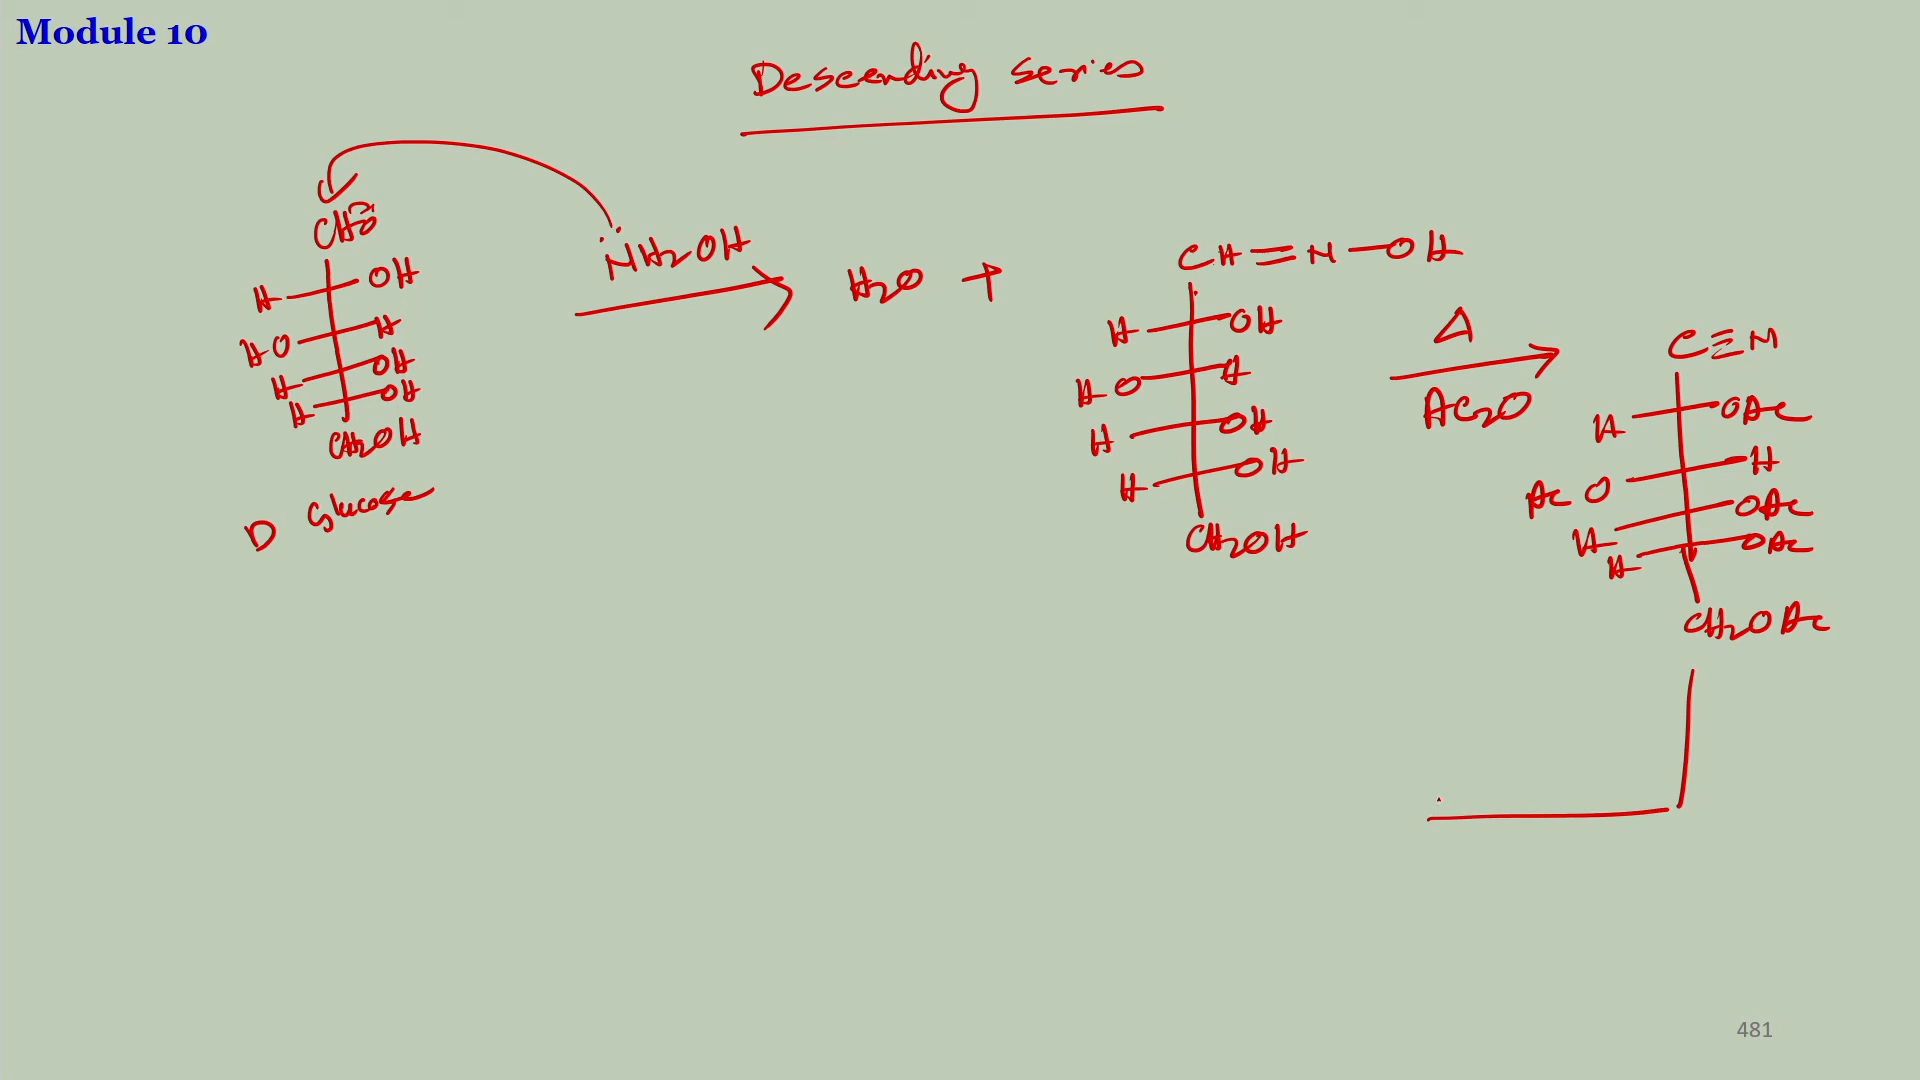 Module 10
Descending series
CHO
H OH
HO H
H OH
H OH
CH2OH
D Glucose
NH2OH
H2O +
CH=N-OH
H OH
HO H
H OH
H OH
CH2OH
Δ
AC2O
C≡N
H OAc
AcO H
H OAc
H OAc
CH2OAc
481